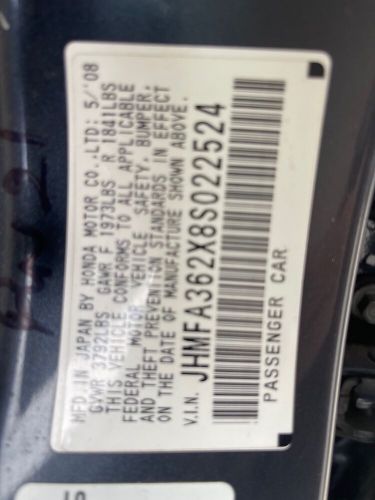 MFD.IN JAPAN BY HONDA MOTOR CO.,LTD: 5/'08
GVWR 3792LBS GAWR F 1973LBS R 1841LBS
THIS VEHICLE CONFORMS TO ALL APPLICABLE
FEDERAL MOTOR VEHICLE SAFETY, BUMPER,
AND THEFT PREVENTION STANDARDS IN EFFECT
ON THE DATE OF MANUFACTURE SHOWN ABOVE.
V.I.N. JHMFA362X8S022524
PASSENGER CAR